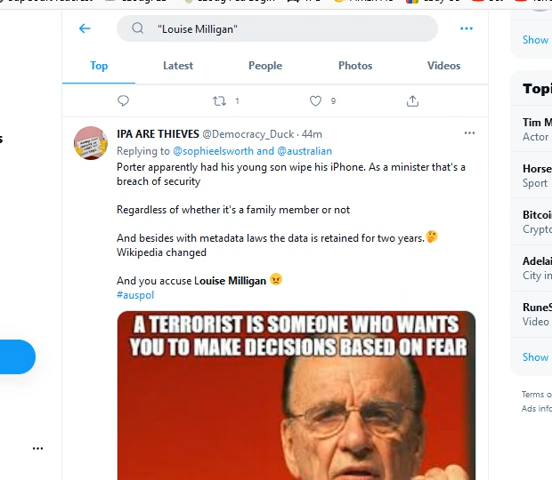 "Louise Milligan"
Top Latest People Photos Videos
1 9
IPA ARE THIEVES @Democracy_Duck · 44m
Replying to @sophieelsworth and @australian
Porter apparently had his young son wipe his iPhone. As a minister that's a
breach of security
Regardless of whether it's a family member or not
And besides with metadata laws the data is retained for two years.🤔
Wikipedia changed
And you accuse Louise Milligan 😠
#auspol
A TERRORIST IS SOMEONE WHO WANTS
YOU TO MAKE DECISIONS BASED ON FEAR
Show
Topi
Tim M
Actor
Horse
Sport
Bitcoi
Crypto
Adelai
City in
RuneS
Video
Show
Terms o
Ads info